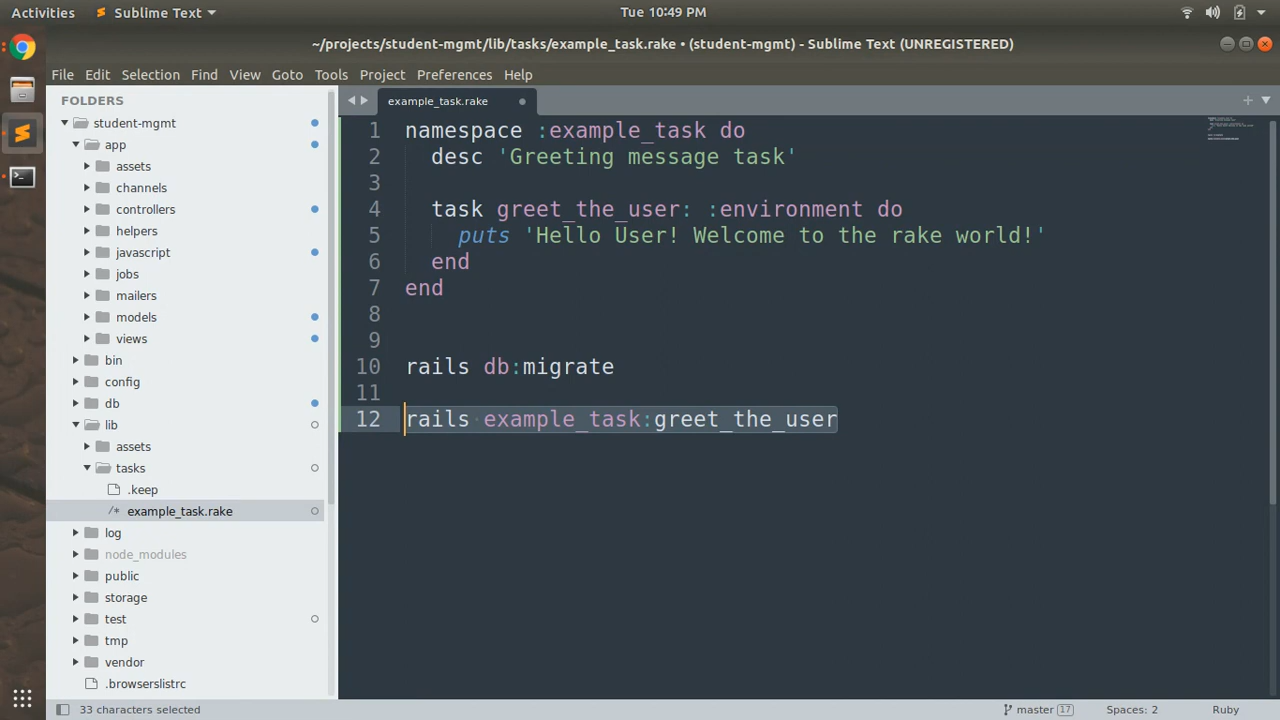 Activities Sublime Text Tue 10:49 PM
~/projects/student-mgmt/lib/tasks/example_task.rake • (student-mgmt) - Sublime Text (UNREGISTERED)
File Edit Selection Find View Goto Tools Project Preferences Help
FOLDERS
student-mgmt
app
assets
channels
controllers
helpers
javascript
jobs
mailers
models
views
bin
config
db
lib
assets
tasks
.keep
/* example_task.rake
log
node_modules
public
storage
test
tmp
vendor
.browserslistrc
example_task.rake
1 namespace :example_task do
2 desc 'Greeting message task'
3
4 task greet_the_user: :environment do
5 puts 'Hello User! Welcome to the rake world!'
6 end
7 end
8
9
10 rails db:migrate
11
12 rails example_task:greet_the_user
33 characters selected master 17 Spaces: 2 Ruby